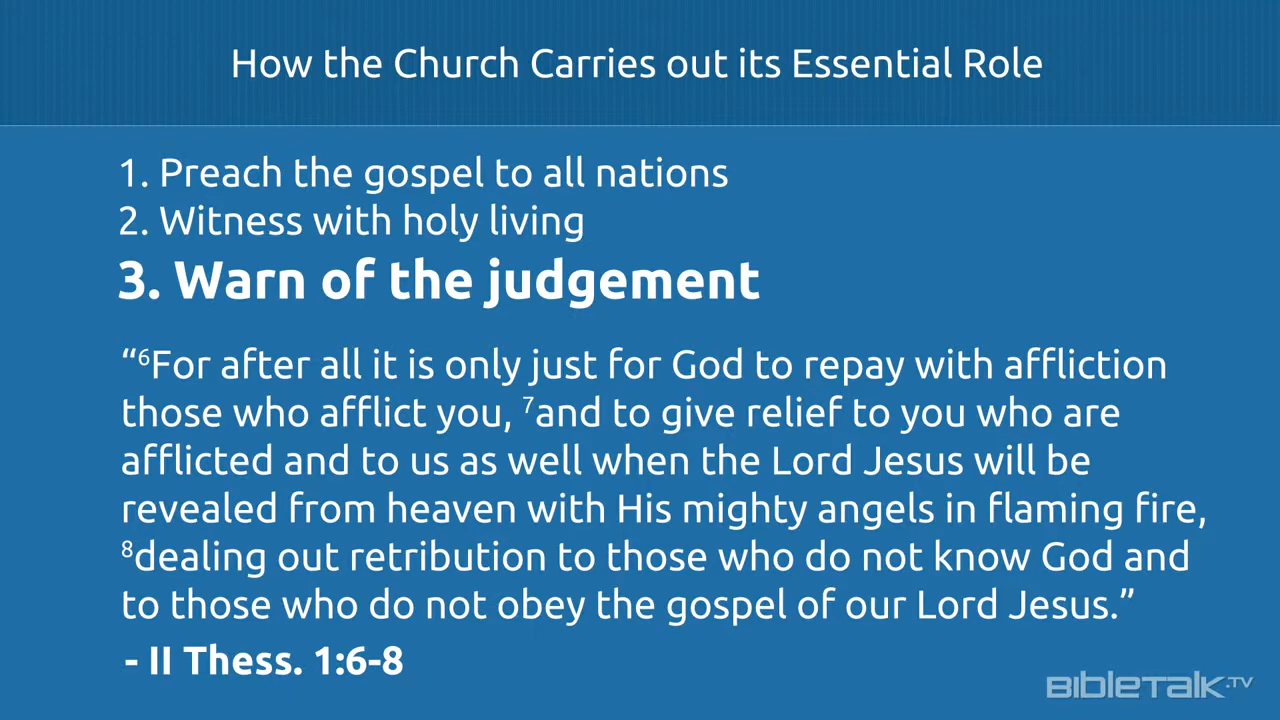 How the Church Carries out its Essential Role
1. Preach the gospel to all nations
2. Witness with holy living
3. Warn of the judgement
“⁶For after all it is only just for God to repay with affliction
those who afflict you, ⁷and to give relief to you who are
afflicted and to us as well when the Lord Jesus will be
revealed from heaven with His mighty angels in flaming fire,
⁸dealing out retribution to those who do not know God and
to those who do not obey the gospel of our Lord Jesus.”
- II Thess. 1:6-8
BIBLETALK.TV